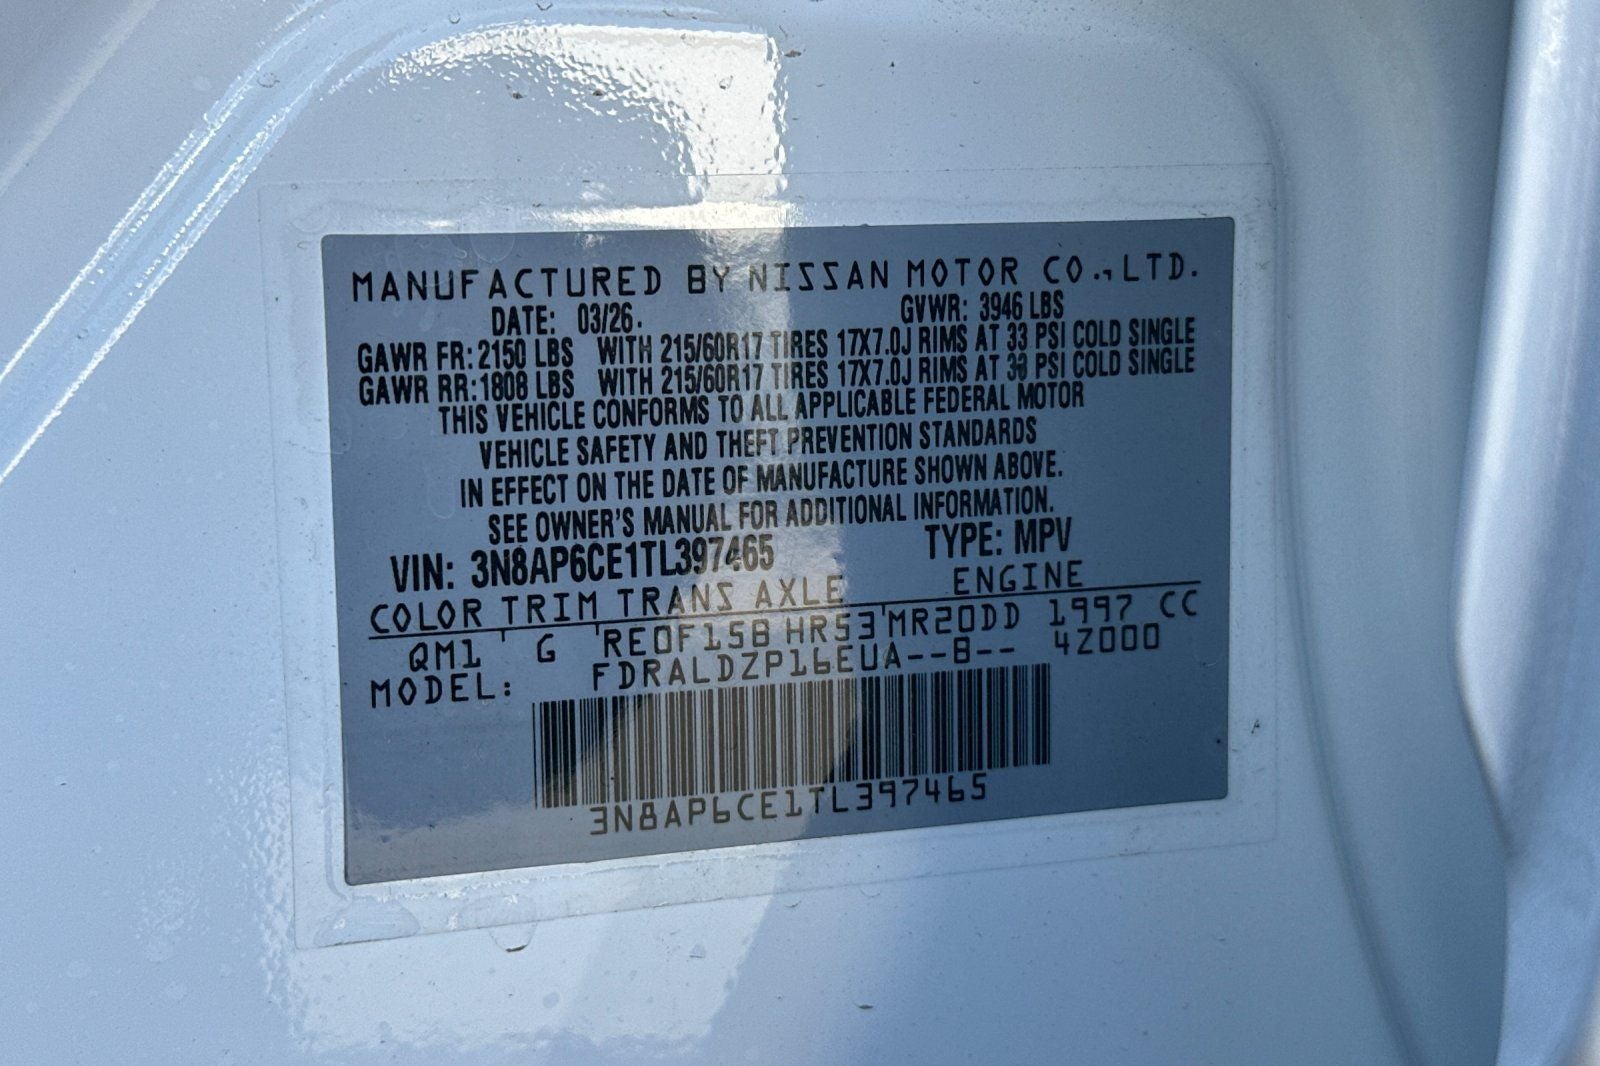 MANUFACTURED BY NISSAN MOTOR CO.,LTD.
DATE: 03/26. GVWR: 3946 LBS
GAWR FR: 2150 LBS WITH 215/60R17 TIRES 17X7.0J RIMS AT 33 PSI COLD SINGLE
GAWR RR: 1808 LBS WITH 215/60R17 TIRES 17X7.0J RIMS AT 33 PSI COLD SINGLE
THIS VEHICLE CONFORMS TO ALL APPLICABLE FEDERAL MOTOR
VEHICLE SAFETY AND THEFT PREVENTION STANDARDS
IN EFFECT ON THE DATE OF MANUFACTURE SHOWN ABOVE.
SEE OWNER'S MANUAL FOR ADDITIONAL INFORMATION.
VIN: 3N8AP6CE1TL397465 TYPE: MPV
COLOR TRIM TRANS AXLE ENGINE
QM1 G RE0F15B HR53 MR20DD 1997 CC
MODEL: FDRALDZP16EUA--B-- 4Z000
3N8AP6CE1TL397465